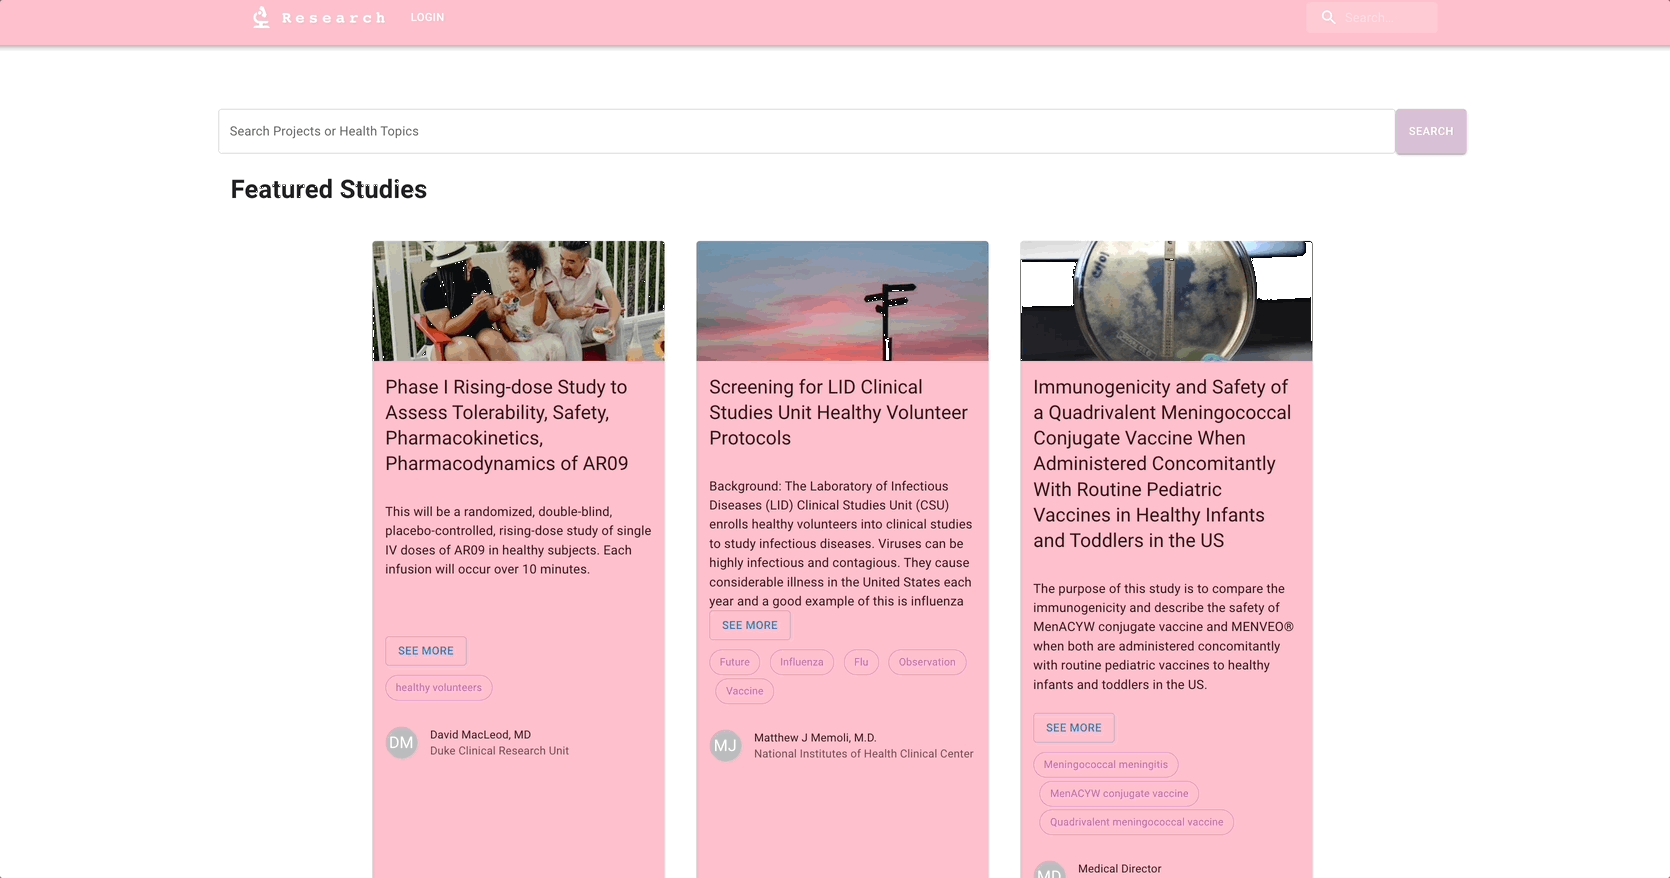 Research
LOGIN
Search…
Search Projects or Health Topics
SEARCH
Featured Studies
Phase I Rising-dose Study to
Assess Tolerability, Safety,
Pharmacokinetics,
Pharmacodynamics of AR09
This will be a randomized, double-blind,
placebo-controlled, rising-dose study of single
IV doses of AR09 in healthy subjects. Each
infusion will occur over 10 minutes.
SEE MORE
healthy volunteers
DM
David MacLeod, MD
Duke Clinical Research Unit
Screening for LID Clinical
Studies Unit Healthy Volunteer
Protocols
Background: The Laboratory of Infectious
Diseases (LID) Clinical Studies Unit (CSU)
enrolls healthy volunteers into clinical studies
to study infectious diseases. Viruses can be
highly infectious and contagious. They cause
considerable illness in the United States each
year and a good example of this is influenza
SEE MORE
Future Influenza Flu Observation
Vaccine
MJ
Matthew J Memoli, M.D.
National Institutes of Health Clinical Center
Immunogenicity and Safety of
a Quadrivalent Meningococcal
Conjugate Vaccine When
Administered Concomitantly
With Routine Pediatric
Vaccines in Healthy Infants
and Toddlers in the US
The purpose of this study is to compare the
immunogenicity and describe the safety of
MenACYW conjugate vaccine and MENVEO®
when both are administered concomitantly
with routine pediatric vaccines to healthy
infants and toddlers in the US.
SEE MORE
Meningococcal meningitis
MenACYW conjugate vaccine
Quadrivalent meningococcal vaccine
MD
Medical Director